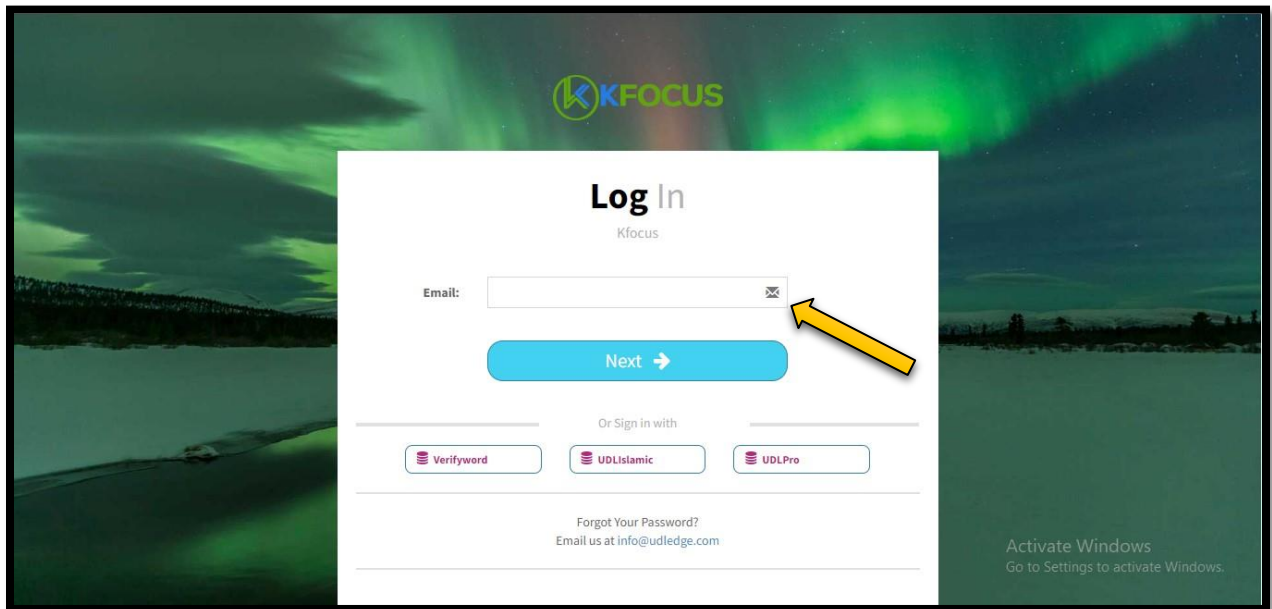 KFOCUS
Log In
Kfocus
Email:
Next
Or Sign in with
Verifyword
UDLIslamic
UDLPro
Forgot Your Password?
Email us at info@udledge.com
Activate Windows
Go to Settings to activate Windows.